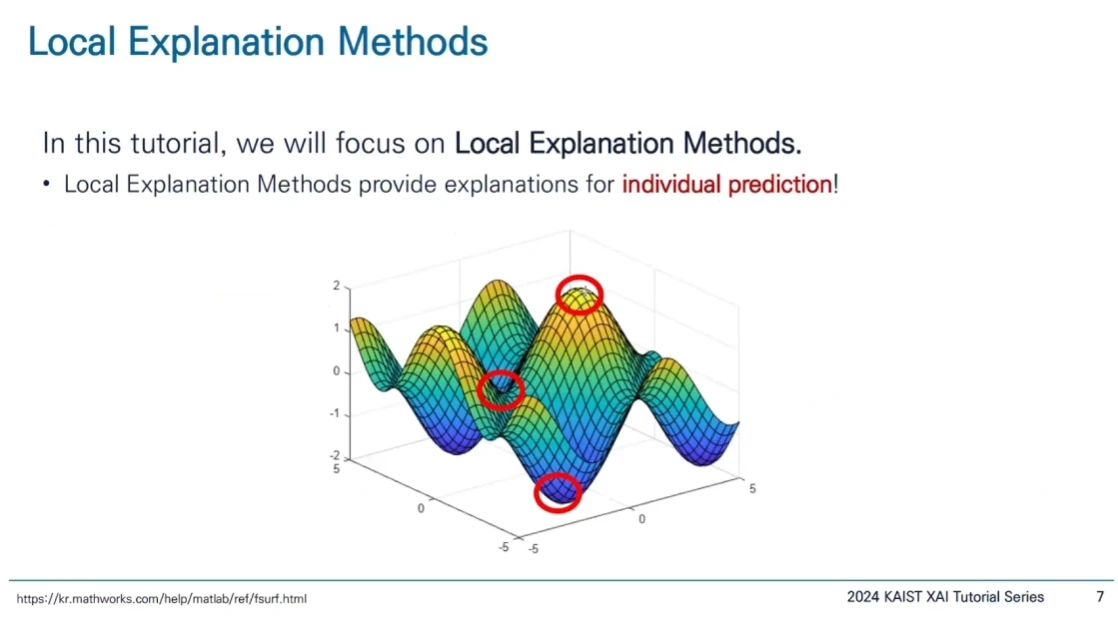 Local Explanation Methods
In this tutorial, we will focus on Local Explanation Methods.
• Local Explanation Methods provide explanations for individual prediction!
2
1
0
-1
-2
5
0
-5
-5
0
5
https://kr.mathworks.com/help/matlab/ref/fsurf.html
2024 KAIST XAI Tutorial Series
7